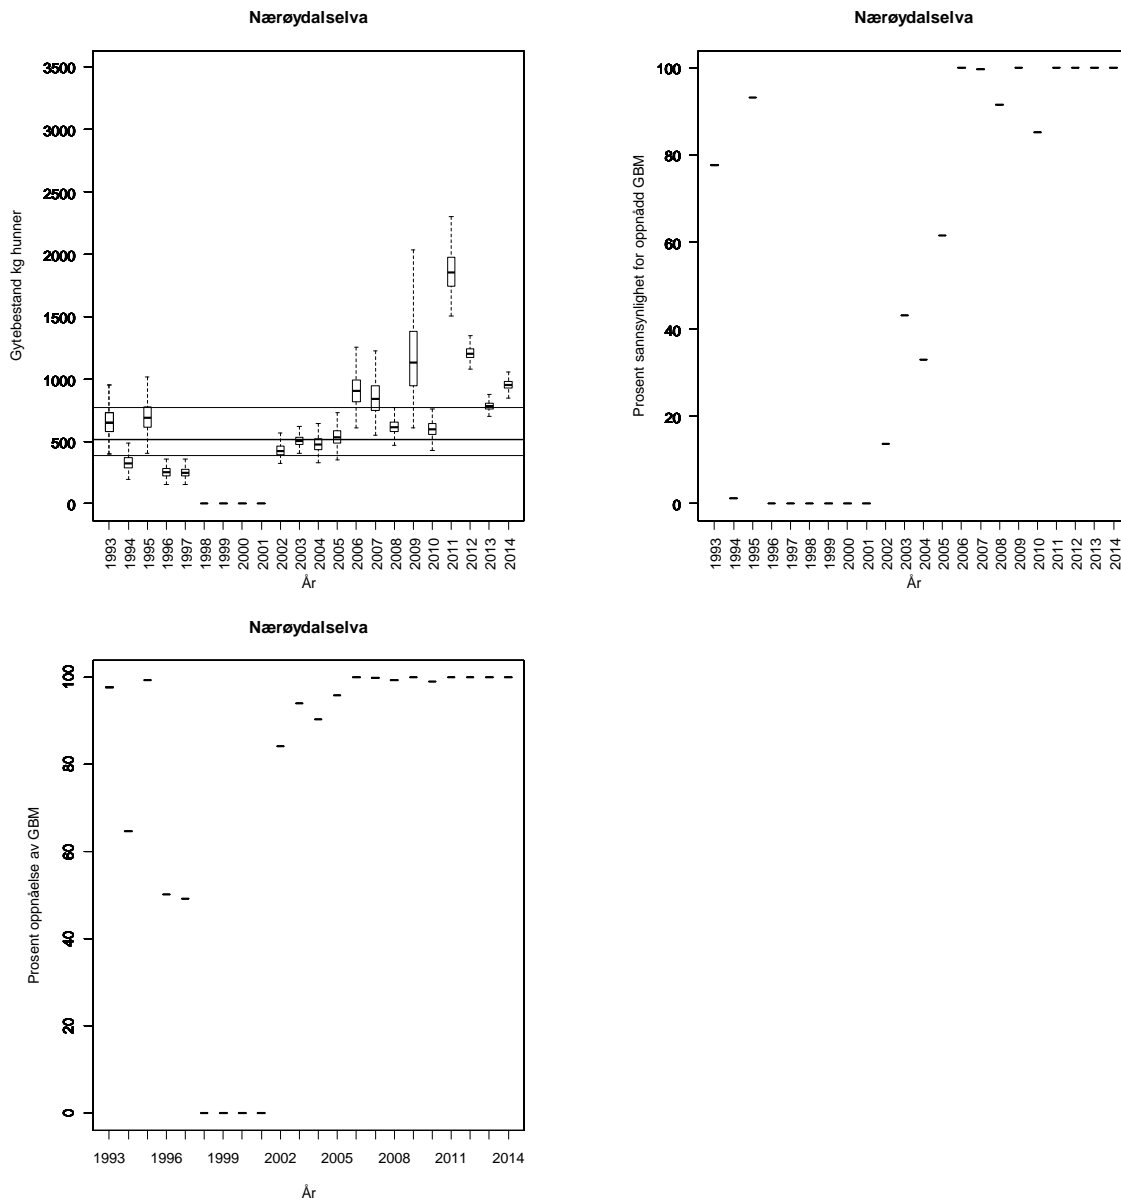 Nærøydalselva
Gytebestand kg hunner
3500
3000
2500
2000
1500
1000
500
0
1993 1994 1995 1996 1997 1998 1999 2000 2001 2002 2003 2004 2005 2006 2007 2008 2009 2010 2011 2012 2013 2014
År
Nærøydalselva
Prosent sannsynlighet for oppnådd GBM
100
80
60
40
20
0
1993 1994 1995 1996 1997 1998 1999 2000 2001 2002 2003 2004 2005 2006 2007 2008 2009 2010 2011 2012 2013 2014
År
Nærøydalselva
Prosent oppnåelse av GBM
100
80
60
40
20
0
1993 1996 1999 2002 2005 2008 2011 2014
År